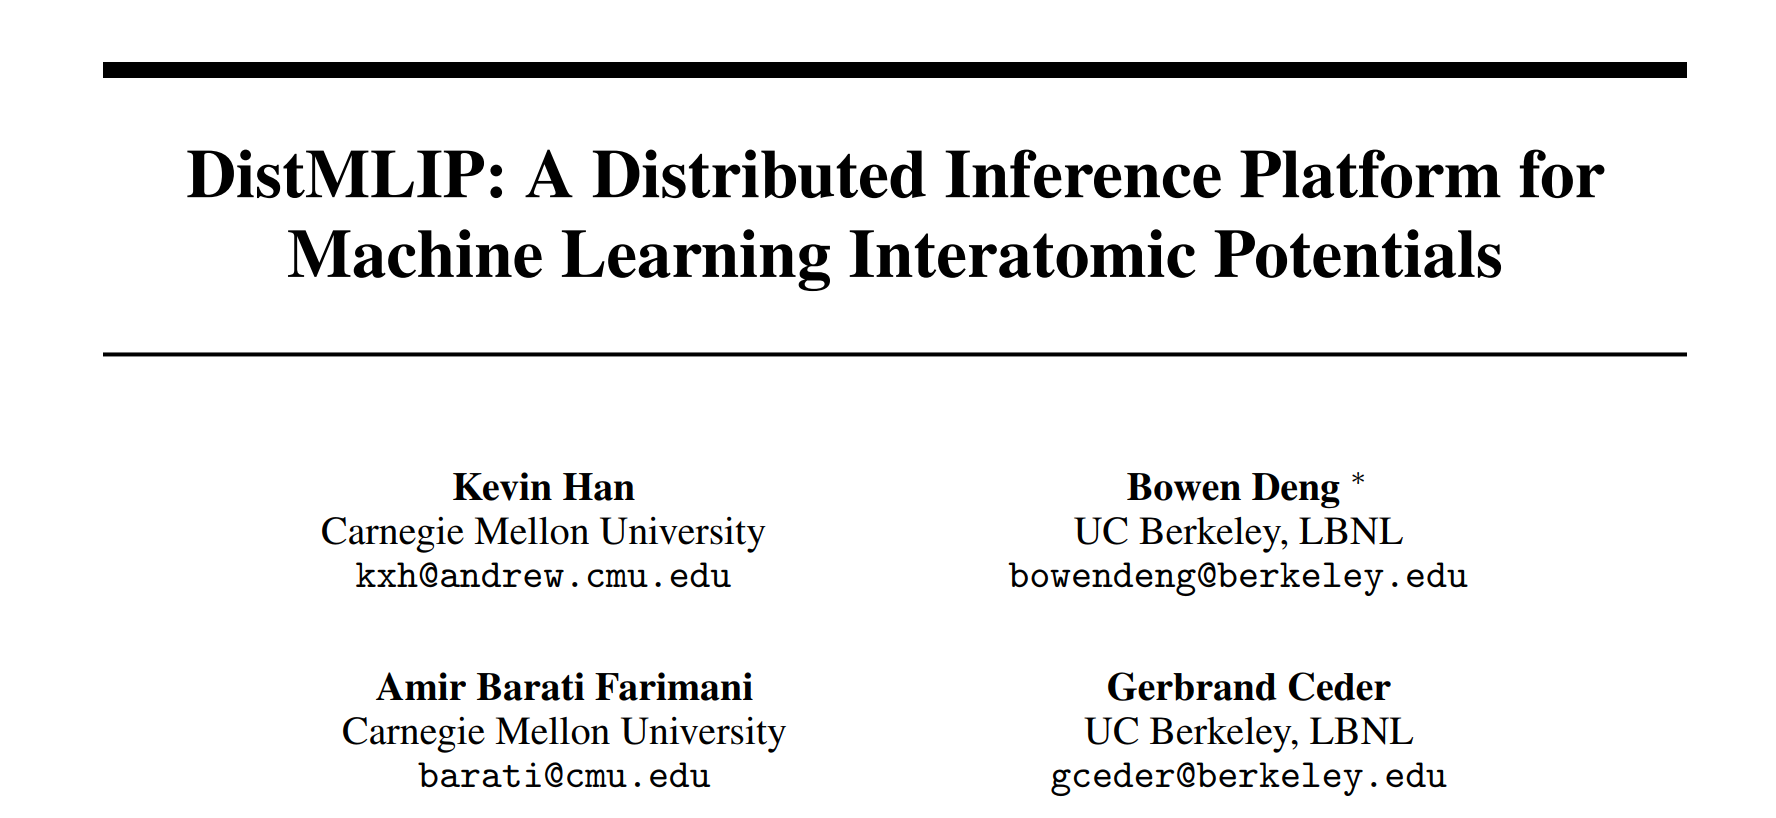 DistMLIP: A Distributed Inference Platform for
Machine Learning Interatomic Potentials
Kevin Han
Carnegie Mellon University
kxh@andrew.cmu.edu
Bowen Deng *
UC Berkeley, LBNL
bowendeng@berkeley.edu
Amir Barati Farimani
Carnegie Mellon University
barati@cmu.edu
Gerbrand Ceder
UC Berkeley, LBNL
gceder@berkeley.edu